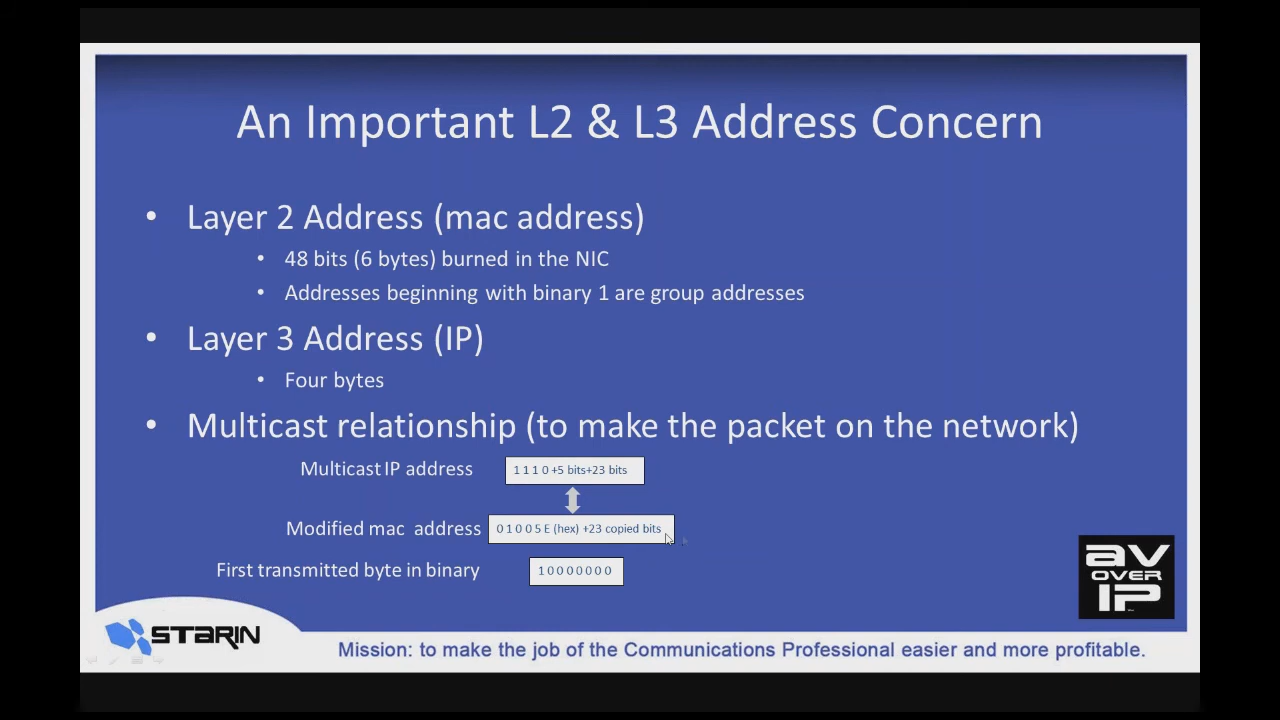 An Important L2 & L3 Address Concern
• Layer 2 Address (mac address)
• 48 bits (6 bytes) burned in the NIC
• Addresses beginning with binary 1 are group addresses
• Layer 3 Address (IP)
• Four bytes
• Multicast relationship (to make the packet on the network)
Multicast IP address 1 1 1 0 +5 bits+23 bits
Modified mac address 0 1 0 0 5 E (hex) +23 copied bits
First transmitted byte in binary 1 0 0 0 0 0 0 0
av
OVER
IP
STARIN
Mission: to make the job of the Communications Professional easier and more profitable.